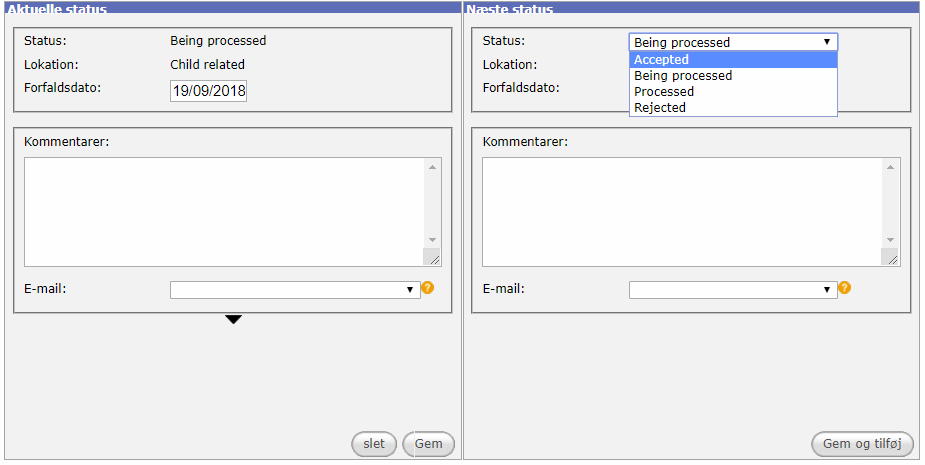 Aktuelle status
Status: Being processed
Lokation: Child related
Forfaldsdato: 19/09/2018
Kommentarer:
E-mail: ?
slet Gem
Næste status
Status: Being processed
Accepted
Being processed
Processed
Rejected
Lokation:
Forfaldsdato:
Kommentarer:
E-mail: ?
Gem og tilføj